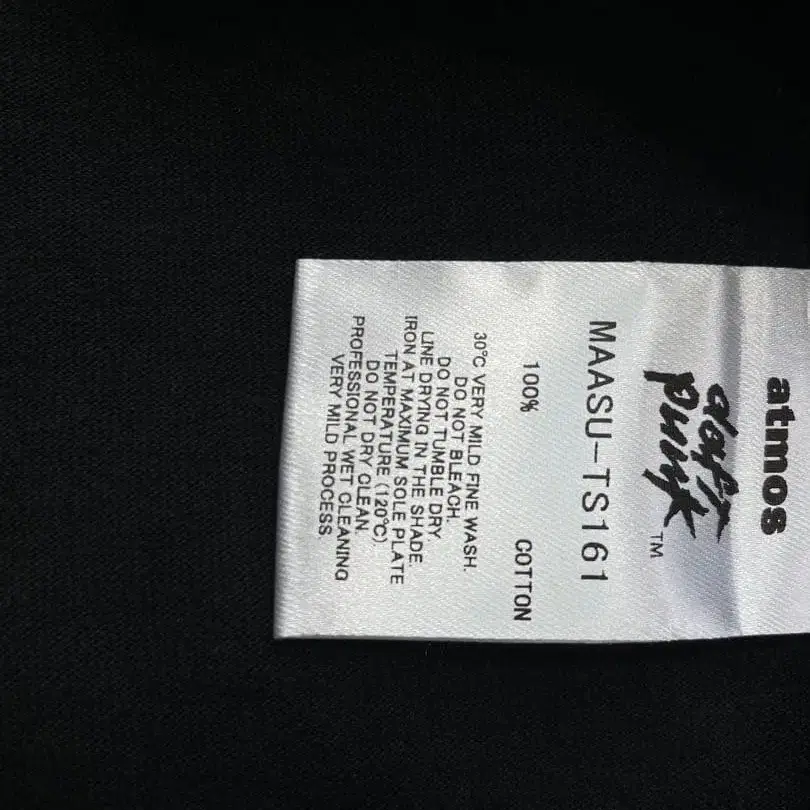 atmos
daft
punk™
MAASU-TS161
100% COTTON
30℃ VERY MILD FINE WASH.
DO NOT BLEACH.
DO NOT TUMBLE DRY.
LINE DRYING IN THE SHADE.
IRON AT MAXIMUM SOLE PLATE
TEMPERATURE (120℃)
DO NOT DRY CLEAN.
PROFESSIONAL WET CLEANING
VERY MILD PROCESS